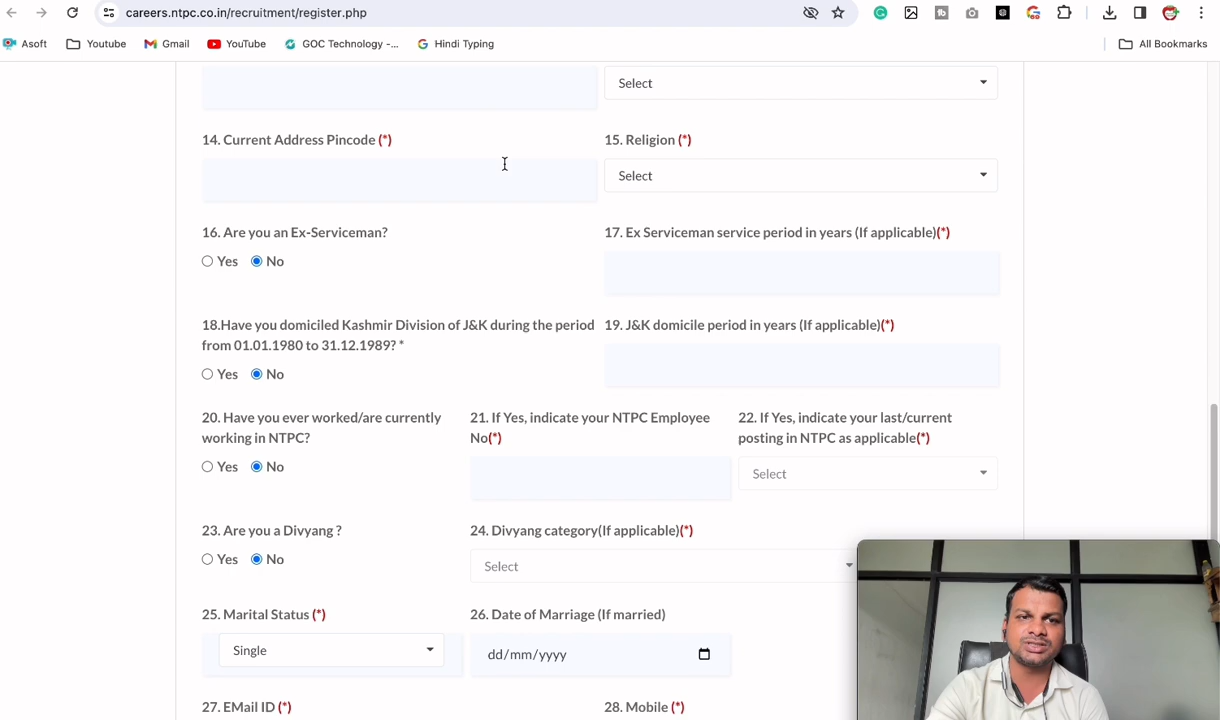 careers.ntpc.co.in/recruitment/register.php
Asoft Youtube Gmail YouTube GOC Technology -... Hindi Typing All Bookmarks
Select
14. Current Address Pincode (*) 15. Religion (*)
Select
16. Are you an Ex-Serviceman? 17. Ex Serviceman service period in years (If applicable)(*)
Yes No
18.Have you domiciled Kashmir Division of J&K during the period 19. J&K domicile period in years (If applicable)(*)
from 01.01.1980 to 31.12.1989? *
Yes No
20. Have you ever worked/are currently 21. If Yes, indicate your NTPC Employee 22. If Yes, indicate your last/current
working in NTPC? No(*) posting in NTPC as applicable(*)
Yes No Select
23. Are you a Divyang ? 24. Divyang category(If applicable)(*)
Yes No Select
25. Marital Status (*) 26. Date of Marriage (If married)
Single dd/mm/yyyy
27. EMail ID (*) 28. Mobile (*)